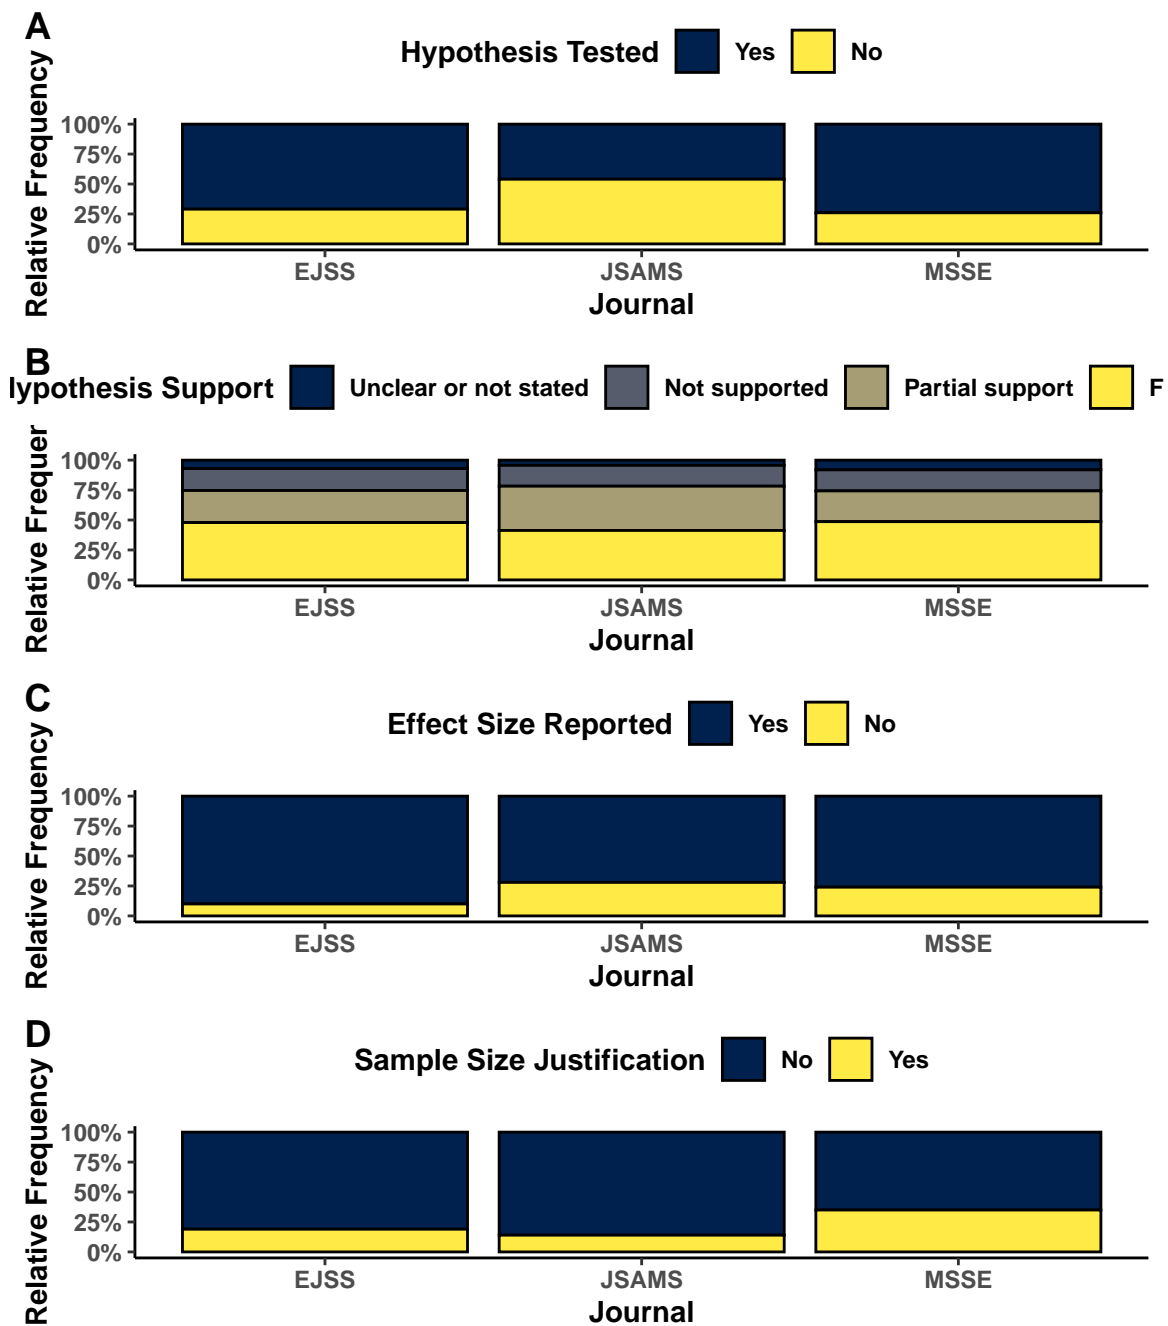 A
Hypothesis Tested Yes No
Relative Frequency
100%
75%
50%
25%
0%
EJSS JSAMS MSSE
Journal
B
lypothesis Support Unclear or not stated Not supported Partial support F
Relative Frequer
100%
75%
50%
25%
0%
EJSS JSAMS MSSE
Journal
C
Effect Size Reported Yes No
Relative Frequency
100%
75%
50%
25%
0%
EJSS JSAMS MSSE
Journal
D
Sample Size Justification No Yes
Relative Frequency
100%
75%
50%
25%
0%
EJSS JSAMS MSSE
Journal